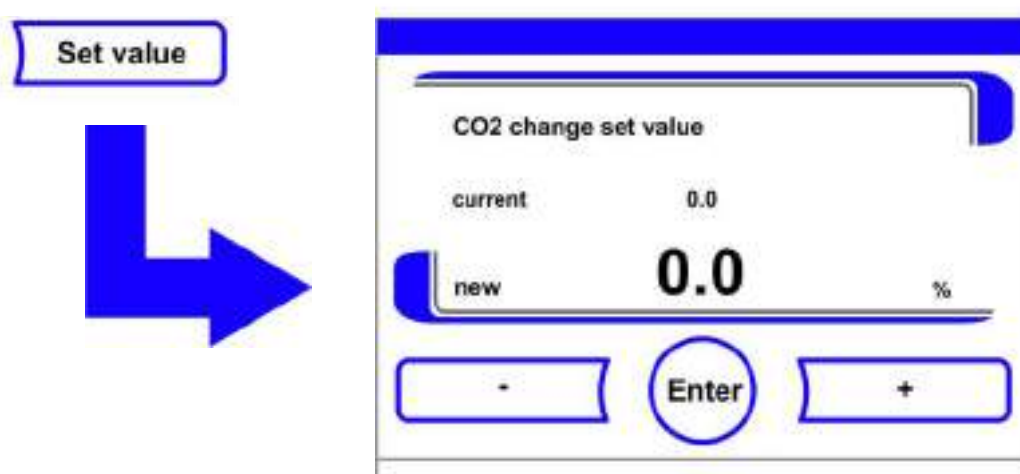 Set value
CO2 change set value
current 0.0
new 0.0 %
- Enter +